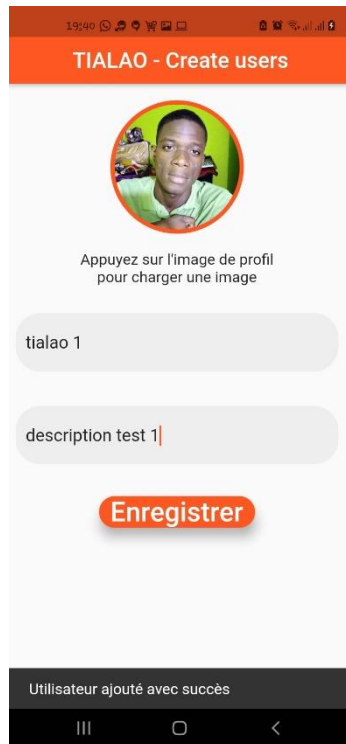 19:40
TIALAO - Create users
Appuyez sur l'image de profil
pour charger une image
tialao 1
description test 1
Enregistrer
Utilisateur ajouté avec succès